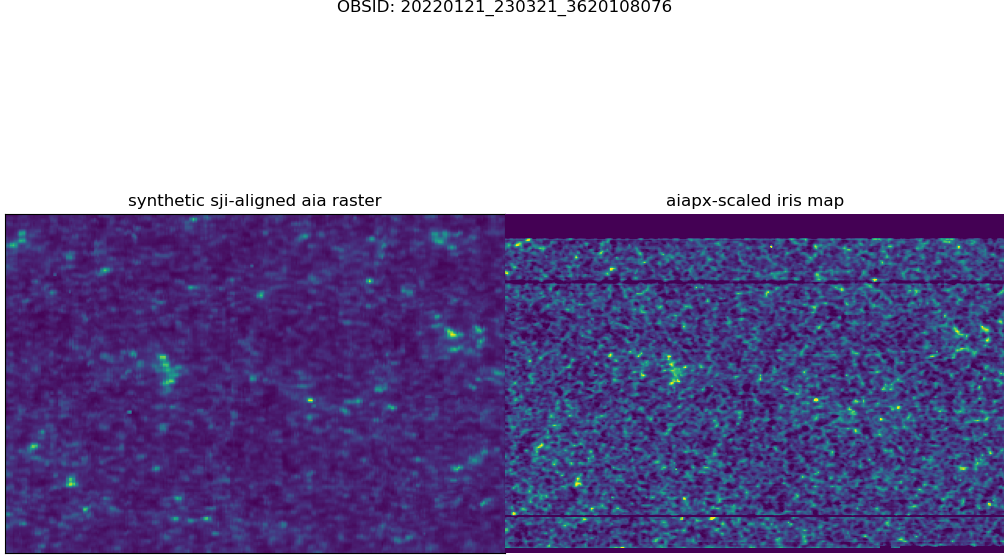 OBSID: 20220121_230321_3620108076
synthetic sji-aligned aia raster
aiapx-scaled iris map